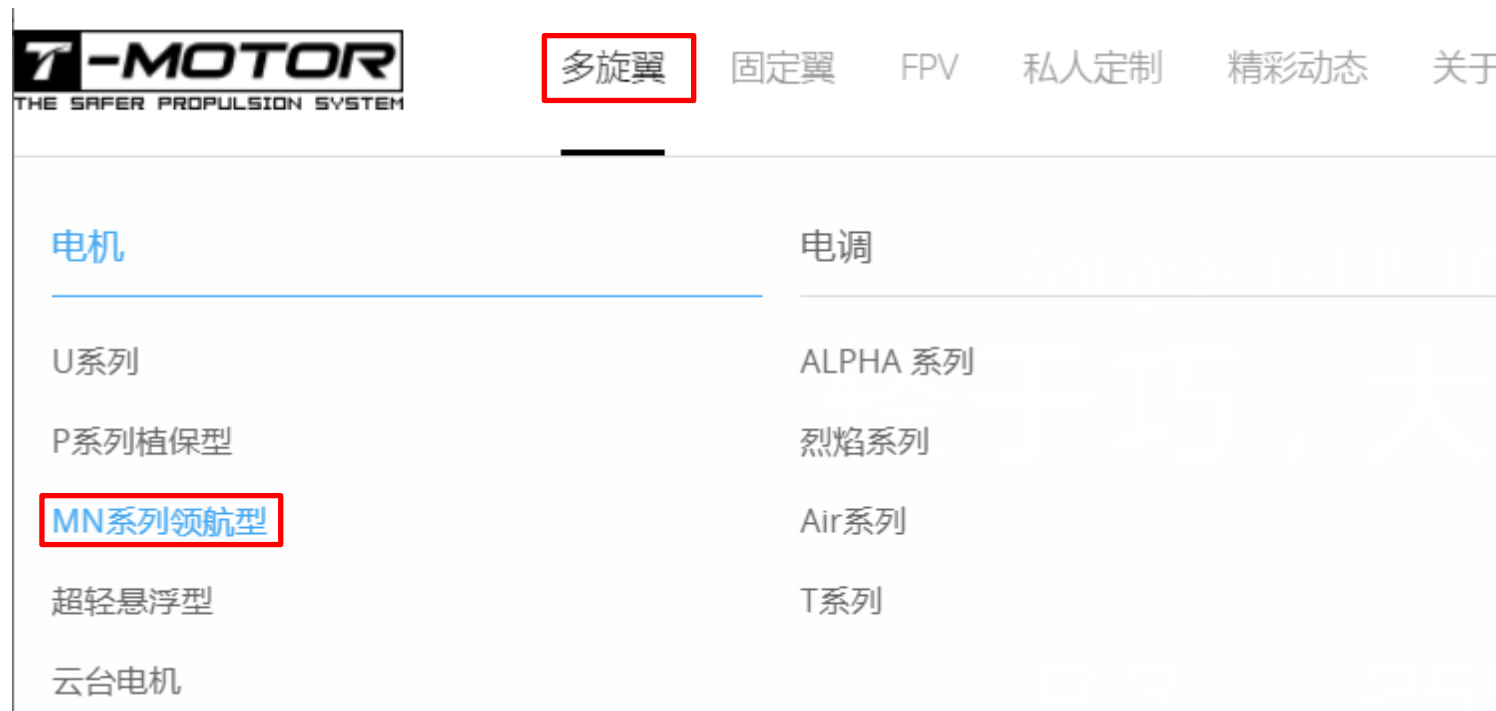 T-MOTOR
THE SAFER PROPULSION SYSTEM
多旋翼 固定翼 FPV 私人定制 精彩动态 关于
电机 电调
U系列 ALPHA 系列
P系列植保型 烈焰系列
MN系列领航型 Air系列
超轻悬浮型 T系列
云台电机